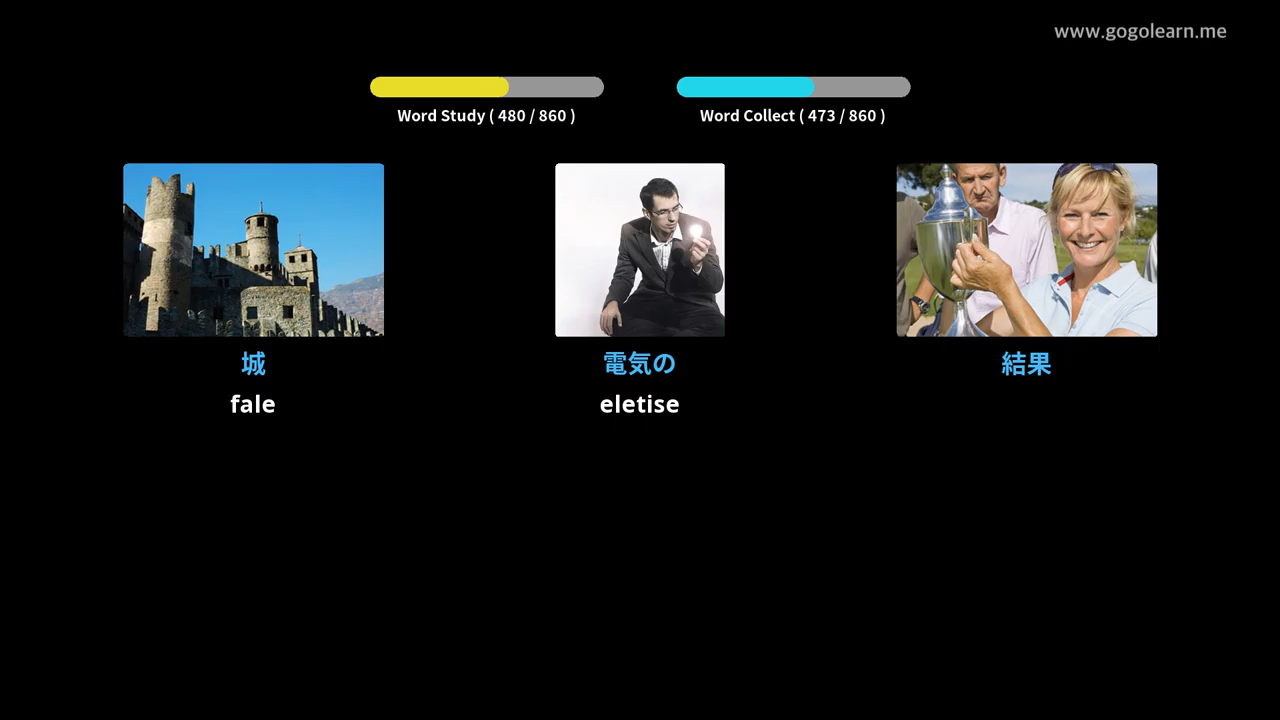 www.gogolearn.me
Word Study ( 480 / 860 )
Word Collect ( 473 / 860 )
城
電気の
結果
fale
eletise